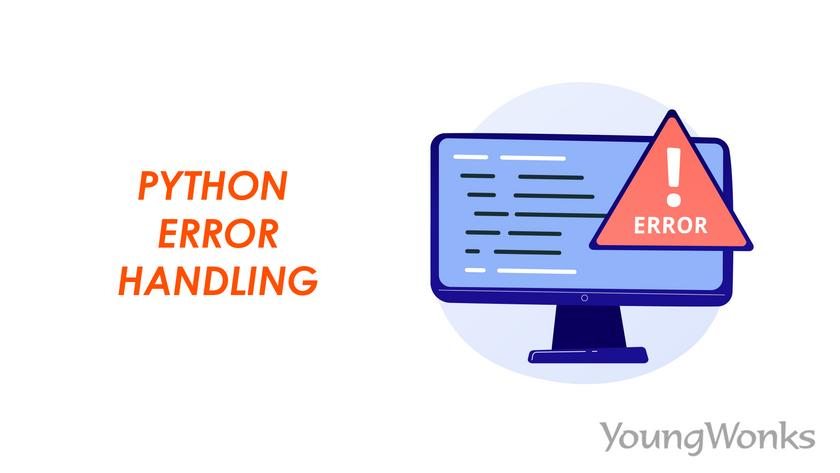 PYTHON
ERROR
HANDLING
!
ERROR
YoungWonks